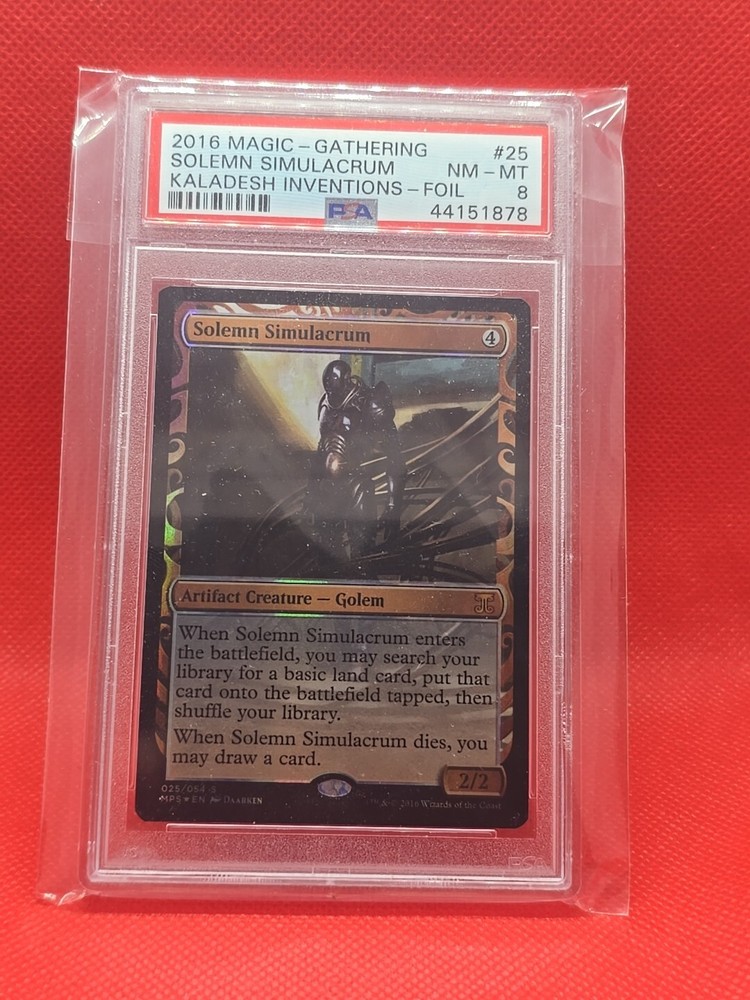 2016 MAGIC – GATHERING #25
SOLEMN SIMULACRUM NM – MT
KALADESH INVENTIONS – FOIL 8
PSA 44151878
Solemn Simulacrum 4
Artifact Creature — Golem
When Solemn Simulacrum enters
the battlefield, you may search your
library for a basic land card, put that
card onto the battlefield tapped, then
shuffle your library.
When Solemn Simulacrum dies, you
may draw a card.
2/2
025/054 S
MPS ★ EN Daarken
™ & © 2016 Wizards of the Coast